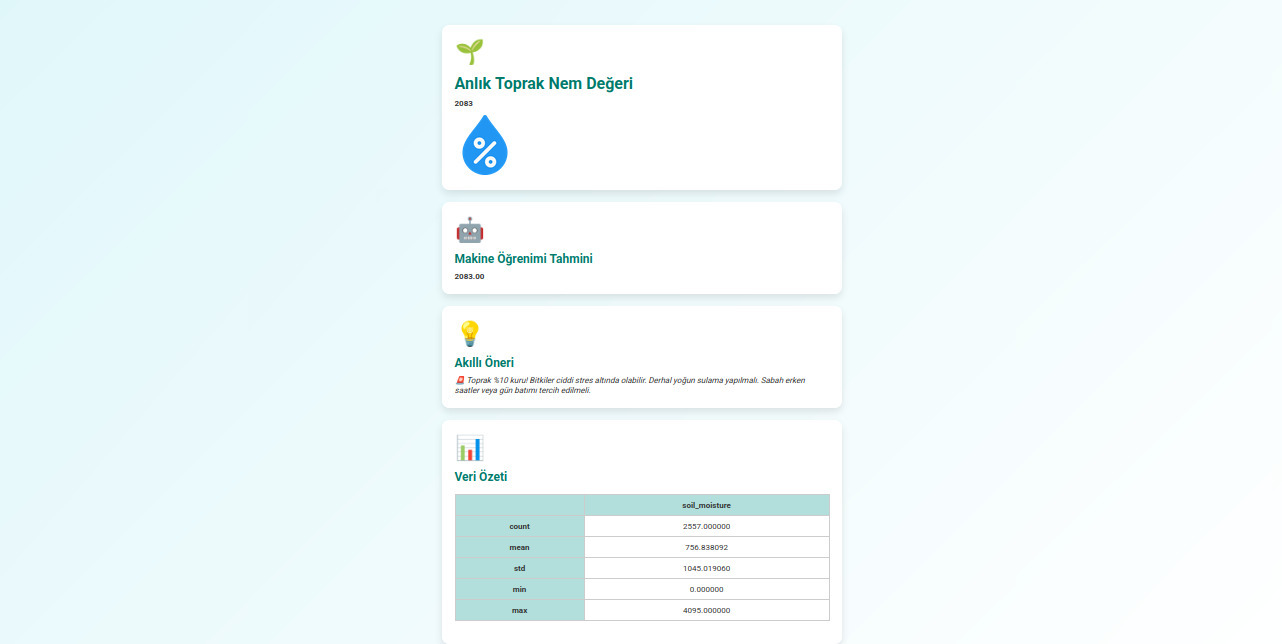 Anlık Toprak Nem Değeri
2083
%
Makine Öğrenimi Tahmini
2083.00
Akıllı Öneri
🚨 Toprak %10 kuru! Bitkiler ciddi stres altında olabilir. Derhal yoğun sulama yapılmalı. Sabah erken
saatler veya gün batımı tercih edilmeli.
Veri Özeti
soil_moisture
count 2557.000000
mean 756.838092
std 1045.019060
min 0.000000
max 4095.000000